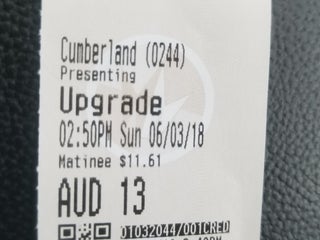 Cumberland (0244)
Presenting
Upgrade
02:50PM Sun 06/03/18
Matinee $11.61
AUD 13
01032044/001CRED